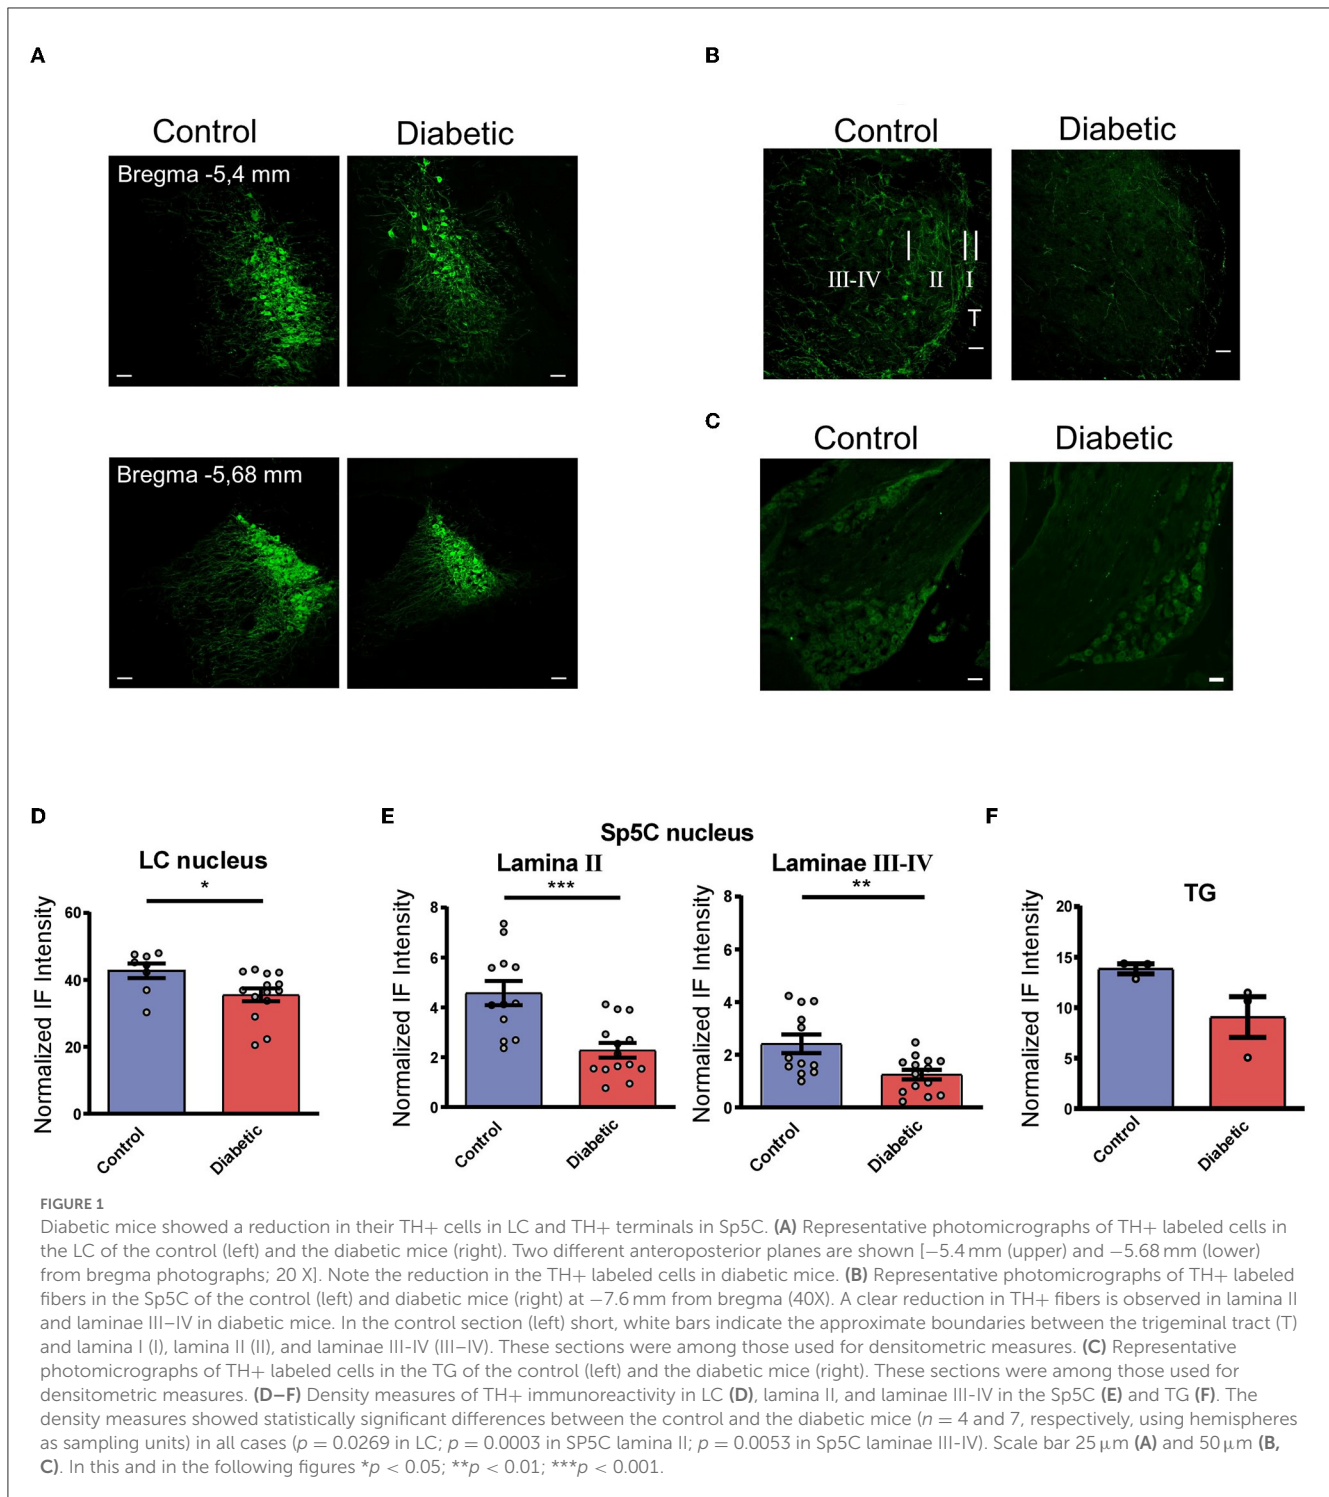 A
B
Control
Diabetic
Control
Diabetic
Bregma -5,4 mm
III-IV
II
I
T
C
Control
Diabetic
Bregma -5,68 mm
D
E
F
Sp5C nucleus
LC nucleus
Lamina II
Laminae III-IV
TG
*
***
**
Normalized IF Intensity
60
40
20
0
Control
Diabetic
Normalized IF Intensity
8
6
4
2
0
Control
Diabetic
Normalized IF Intensity
8
6
4
2
0
Control
Diabetic
Normalized IF Intensity
20
15
10
5
0
Control
Diabetic
FIGURE 1
Diabetic mice showed a reduction in their TH+ cells in LC and TH+ terminals in Sp5C. (A) Representative photomicrographs of TH+ labeled cells in
the LC of the control (left) and the diabetic mice (right). Two different anteroposterior planes are shown [−5.4 mm (upper) and −5.68 mm (lower)
from bregma photographs; 20 X]. Note the reduction in the TH+ labeled cells in diabetic mice. (B) Representative photomicrographs of TH+ labeled
fibers in the Sp5C of the control (left) and diabetic mice (right) at −7.6 mm from bregma (40X). A clear reduction in TH+ fibers is observed in lamina II
and laminae III–IV in diabetic mice. In the control section (left) short, white bars indicate the approximate boundaries between the trigeminal tract (T)
and lamina I (I), lamina II (II), and laminae III-IV (III–IV). These sections were among those used for densitometric measures. (C) Representative
photomicrographs of TH+ labeled cells in the TG of the control (left) and the diabetic mice (right). These sections were among those used for
densitometric measures. (D–F) Density measures of TH+ immunoreactivity in LC (D), lamina II, and laminae III-IV in the Sp5C (E) and TG (F). The
density measures showed statistically significant differences between the control and the diabetic mice (n = 4 and 7, respectively, using hemispheres
as sampling units) in all cases (p = 0.0269 in LC; p = 0.0003 in SP5C lamina II; p = 0.0053 in Sp5C laminae III-IV). Scale bar 25 μm (A) and 50 μm (B,
C). In this and in the following figures *p < 0.05; **p < 0.01; ***p < 0.001.